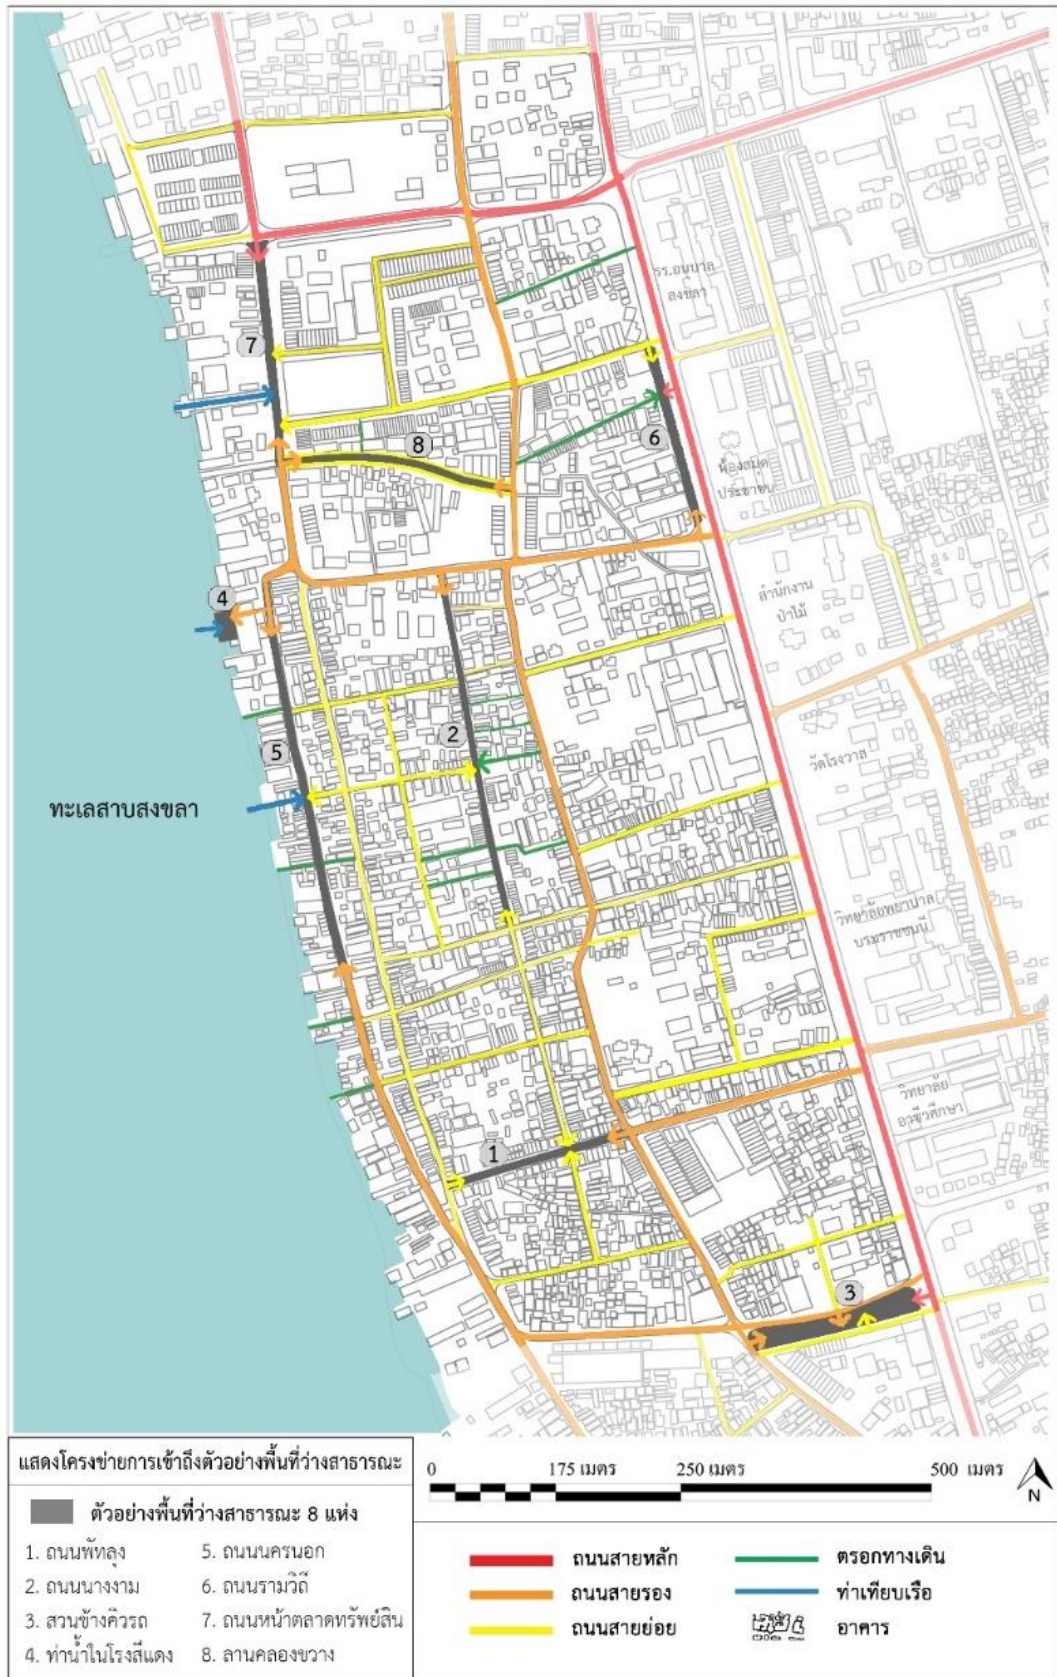 รร.อนุบาล
สงขลา
7
8
6
ห้องสมุด
ประชาชน
4
สำนักงาน
ป่าไม้
2
5
วัดโรงวาส
ทะเลสาบสงขลา
วิทยาลัยพยาบาล
บรมราชชนนี
วิทยาลัย
อาชีวศึกษา
1
3
แสดงโครงข่ายการเข้าถึงตัวอย่างพื้นที่ว่างสาธารณะ
ตัวอย่างพื้นที่ว่างสาธารณะ 8 แห่ง
1. ถนนพัทลุง
2. ถนนนางงาม
3. สวนข้างคิวรถ
4. ท่าน้ำในโรงสีแดง
5. ถนนนครนอก
6. ถนนรามวิถี
7. ถนนหน้าตลาดทรัพย์สิน
8. ลานคลองขวาง
0 175 เมตร 250 เมตร 500 เมตร
N
ถนนสายหลัก
ถนนสายรอง
ถนนสายย่อย
ตรอกทางเดิน
ท่าเทียบเรือ
อาคาร